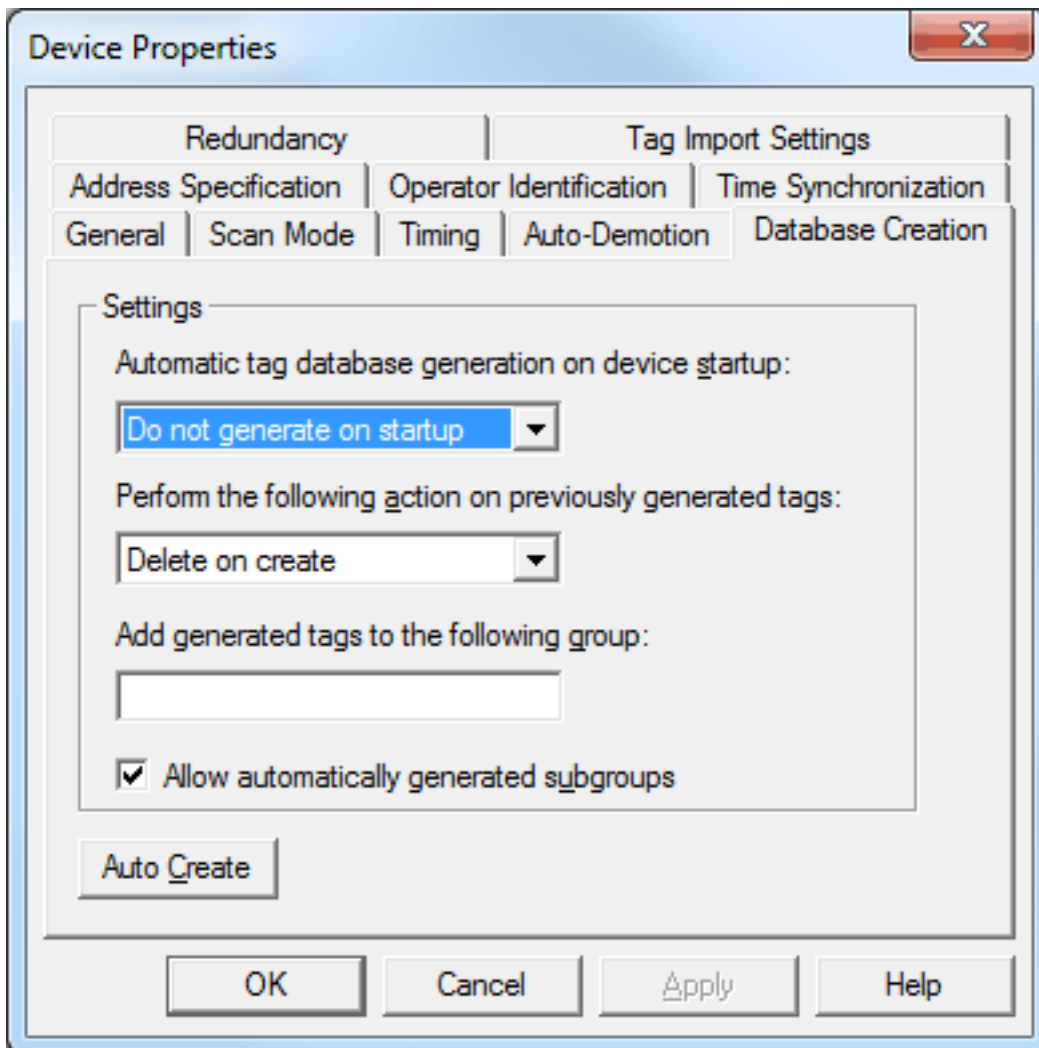 Device Properties
Redundancy Tag Import Settings
Address Specification Operator Identification Time Synchronization
General Scan Mode Timing Auto-Demotion Database Creation
Settings
Automatic tag database generation on device startup:
Do not generate on startup
Perform the following action on previously generated tags:
Delete on create
Add generated tags to the following group:
Allow automatically generated subgroups
Auto Create
OK Cancel Apply Help